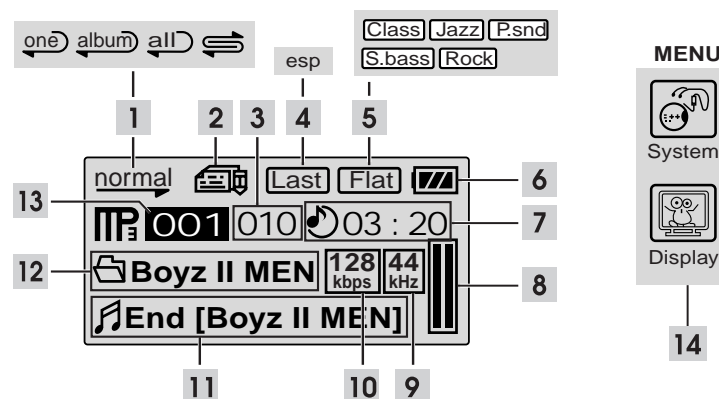 one album all
esp
Class Jazz P.snd
S.bass Rock
MENU
1 2 3 4 5
normal Last Flat
6
System
13
MP3 001 010 03 : 20
7
12
Boyz II MEN 128 kbps 44 kHz
8
Display
End [Boyz II MEN]
14
11 10 9